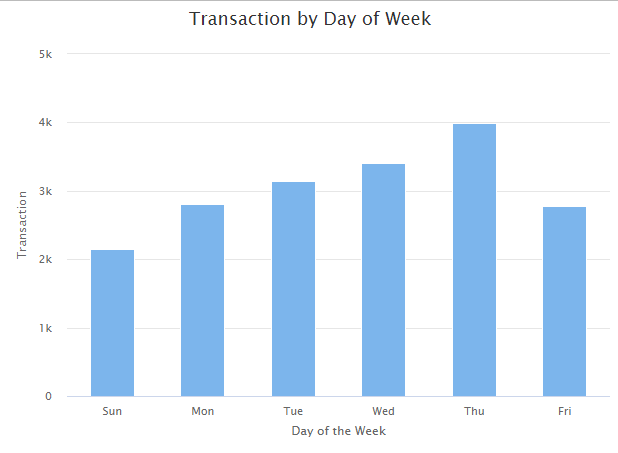 Transaction by Day of Week
5k
4k
3k
2k
1k
0
Transaction
Sun Mon Tue Wed Thu Fri
Day of the Week